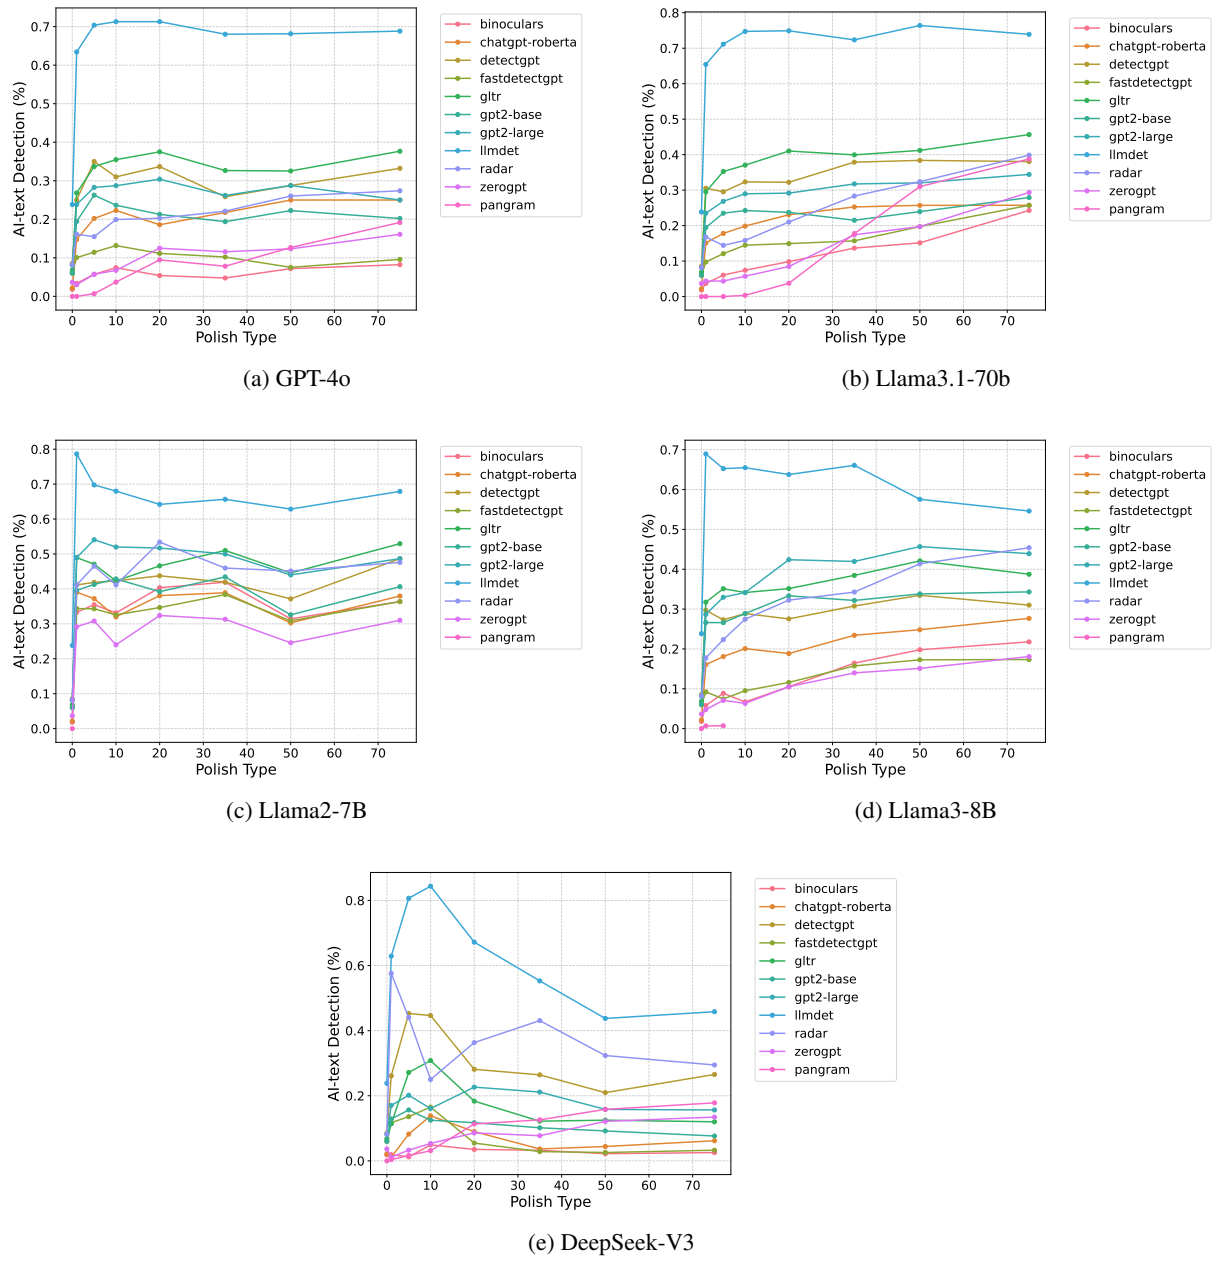 AI-text Detection (%)
0.7
0.6
0.5
0.4
0.3
0.2
0.1
0.0
0 10 20 30 40 50 60 70
Polish Type
binoculars
chatgpt-roberta
detectgpt
fastdetectgpt
gltr
gpt2-base
gpt2-large
llmdet
radar
zerogpt
pangram
(a) GPT-4o
AI-text Detection (%)
0.8
0.7
0.6
0.5
0.4
0.3
0.2
0.1
0.0
0 10 20 30 40 50 60 70
Polish Type
binoculars
chatgpt-roberta
detectgpt
fastdetectgpt
gltr
gpt2-base
gpt2-large
llmdet
radar
zerogpt
pangram
(b) Llama3.1-70b
AI-text Detection (%)
0.8
0.7
0.6
0.5
0.4
0.3
0.2
0.1
0.0
0 10 20 30 40 50 60 70
Polish Type
binoculars
chatgpt-roberta
detectgpt
fastdetectgpt
gltr
gpt2-base
gpt2-large
llmdet
radar
zerogpt
pangram
(c) Llama2-7B
AI-text Detection (%)
0.7
0.6
0.5
0.4
0.3
0.2
0.1
0.0
0 10 20 30 40 50 60 70
Polish Type
binoculars
chatgpt-roberta
detectgpt
fastdetectgpt
gltr
gpt2-base
gpt2-large
llmdet
radar
zerogpt
pangram
(d) Llama3-8B
AI-text Detection (%)
0.8
0.6
0.4
0.2
0.0
0 10 20 30 40 50 60 70
Polish Type
binoculars
chatgpt-roberta
detectgpt
fastdetectgpt
gltr
gpt2-base
gpt2-large
llmdet
radar
zerogpt
pangram
(e) DeepSeek-V3